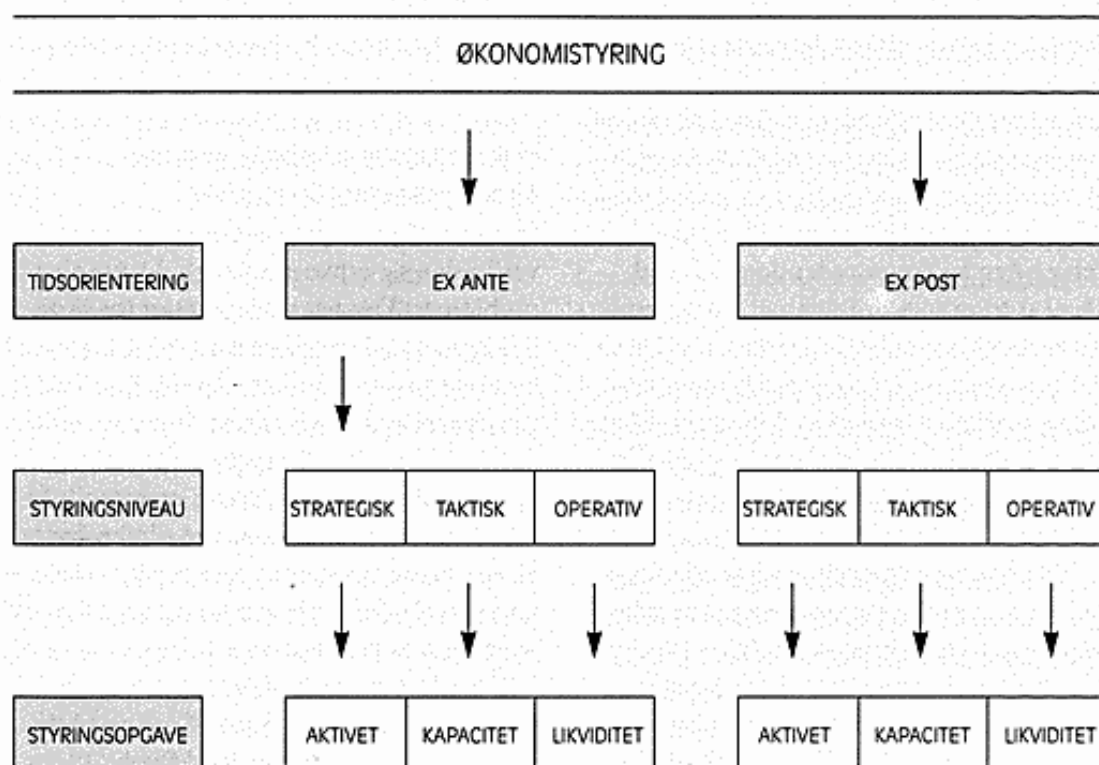 ØKONOMISTYRING
TIDSORIENTERING EX ANTE EX POST
STYRINGSNIVEAU STRATEGISK TAKTISK OPERATIV STRATEGISK TAKTISK OPERATIV
STYRINGSOPGAVE AKTIVET KAPACITET LIKVIDITET AKTIVET KAPACITET LIKVIDITET